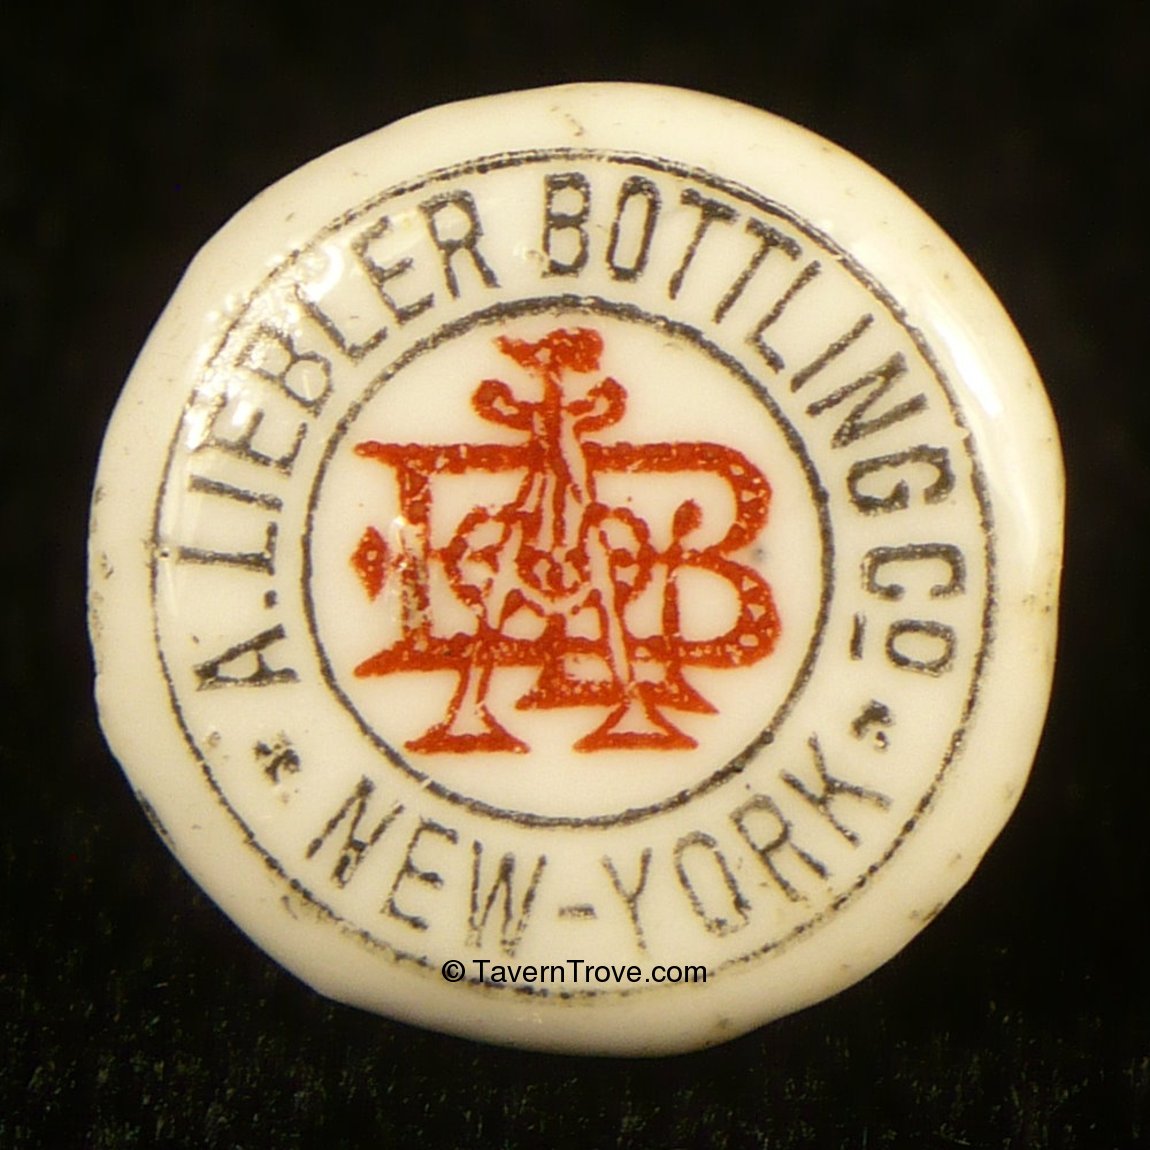 A. LIEBLER BOTTLING Co
* NEW-YORK *
© TavernTrove.com